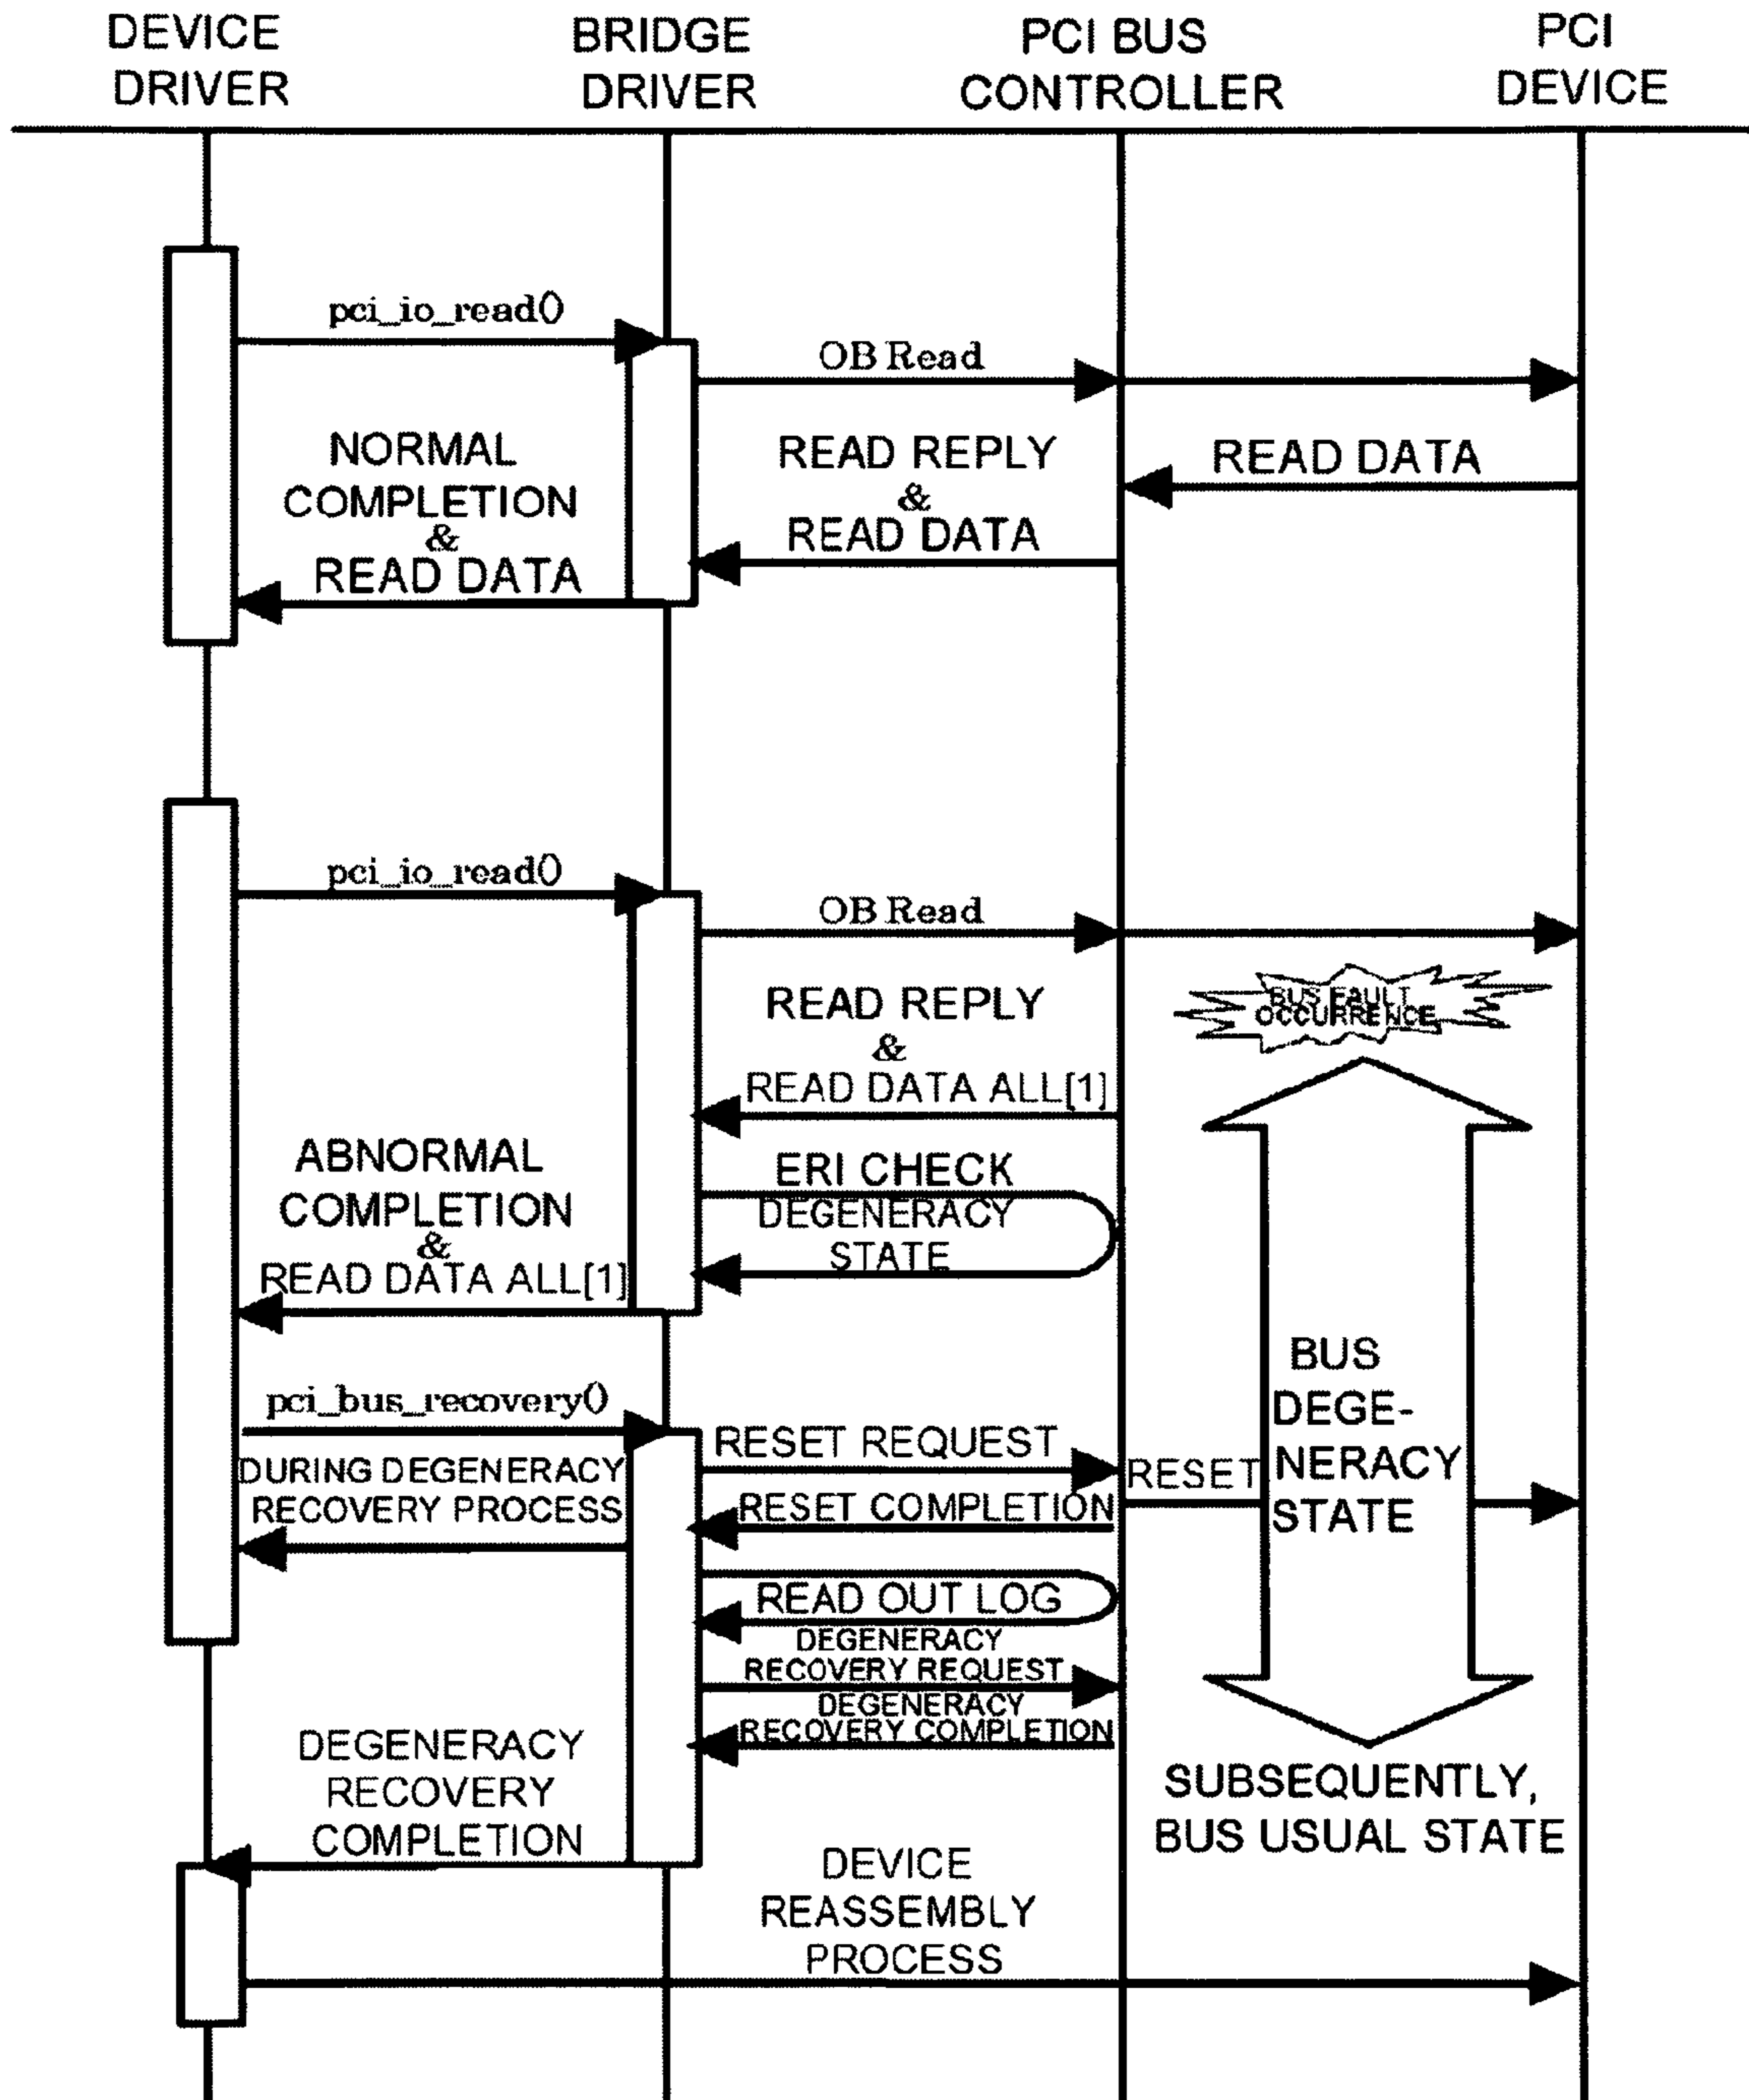 DEVICE
DRIVER
BRIDGE
DRIVER
PCI BUS
CONTROLLER
PCI
DEVICE
pci_io_read()
OB Read
NORMAL
COMPLETION
&
READ DATA
READ REPLY
&
READ DATA
READ DATA
pci_io_read()
OB Read
BUS FAULT
OCCURRENCE
READ REPLY
&
READ DATA ALL[1]
ERI CHECK
DEGENERACY
STATE
ABNORMAL
COMPLETION
&
READ DATA ALL[1]
pci_bus_recovery()
RESET REQUEST
RESET
BUS
DEGE-
NERACY
STATE
DURING DEGENERACY
RECOVERY PROCESS
RESET COMPLETION
READ OUT LOG
DEGENERACY
RECOVERY REQUEST
DEGENERACY
RECOVERY COMPLETION
DEGENERACY
RECOVERY
COMPLETION
SUBSEQUENTLY,
BUS USUAL STATE
DEVICE
REASSEMBLY
PROCESS